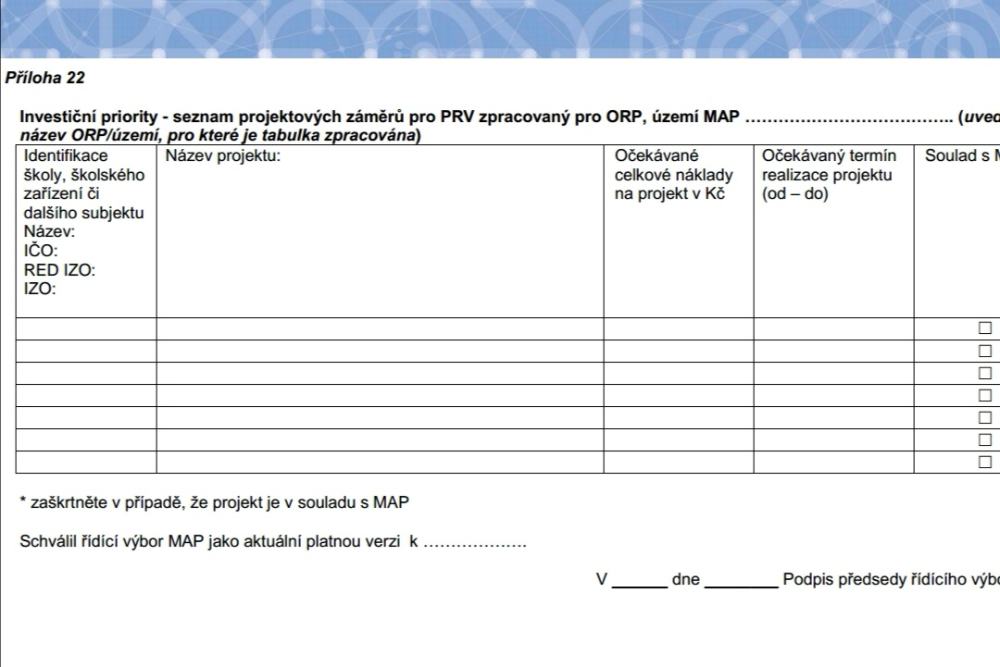 Příloha 22
Investiční priority - seznam projektových záměrů pro PRV zpracovaný pro ORP, území MAP ……………………………….. (uved
název ORP/území, pro které je tabulka zpracována)
Identifikace
školy, školského
zařízení či
dalšího subjektu
Název:
IČO:
RED IZO:
IZO:
Název projektu:
Očekávané
celkové náklady
na projekt v Kč
Očekávaný termín
realizace projektu
(od – do)
Soulad s M
* zaškrtněte v případě, že projekt je v souladu s MAP
Schválil řídící výbor MAP jako aktuální platnou verzi k ……………….
V ______ dne ________ Podpis předsedy řídícího výbo